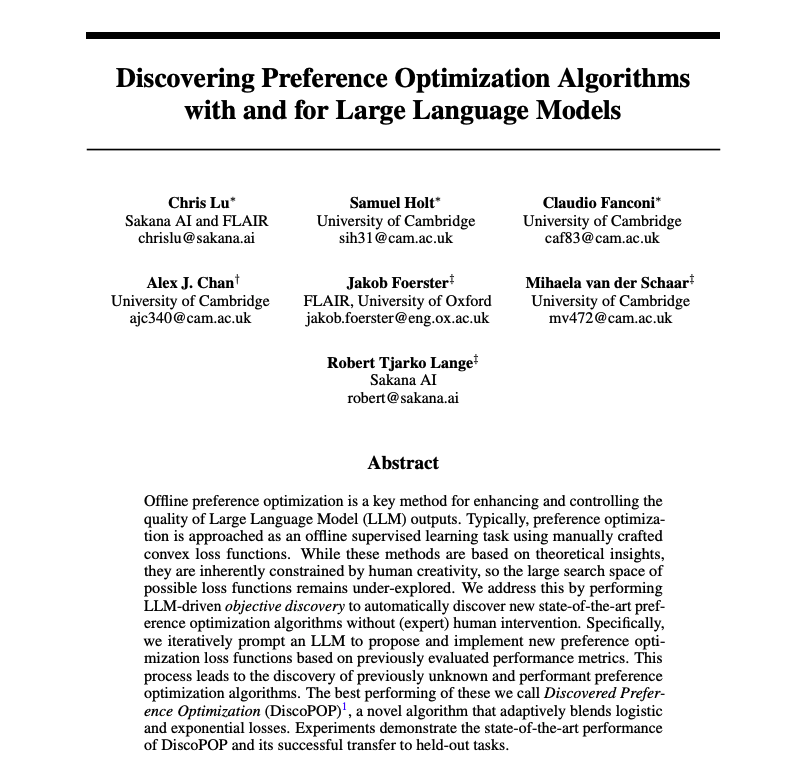 Discovering Preference Optimization Algorithms
with and for Large Language Models
Chris Lu* Samuel Holt* Claudio Fanconi*
Sakana AI and FLAIR University of Cambridge University of Cambridge
chrislu@sakana.ai sih31@cam.ac.uk caf83@cam.ac.uk
Alex J. Chan† Jakob Foerster‡ Mihaela van der Schaar‡
University of Cambridge FLAIR, University of Oxford University of Cambridge
ajc340@cam.ac.uk jakob.foerster@eng.ox.ac.uk mv472@cam.ac.uk
Robert Tjarko Lange‡
Sakana AI
robert@sakana.ai
Abstract
Offline preference optimization is a key method for enhancing and controlling the
quality of Large Language Model (LLM) outputs. Typically, preference optimiza-
tion is approached as an offline supervised learning task using manually crafted
convex loss functions. While these methods are based on theoretical insights,
they are inherently constrained by human creativity, so the large search space of
possible loss functions remains under-explored. We address this by performing
LLM-driven objective discovery to automatically discover new state-of-the-art pref-
erence optimization algorithms without (expert) human intervention. Specifically,
we iteratively prompt an LLM to propose and implement new preference opti-
mization loss functions based on previously evaluated performance metrics. This
process leads to the discovery of previously unknown and performant preference
optimization algorithms. The best performing of these we call Discovered Prefer-
ence Optimization (DiscoPOP)¹, a novel algorithm that adaptively blends logistic
and exponential losses. Experiments demonstrate the state-of-the-art performance
of DiscoPOP and its successful transfer to held-out tasks.